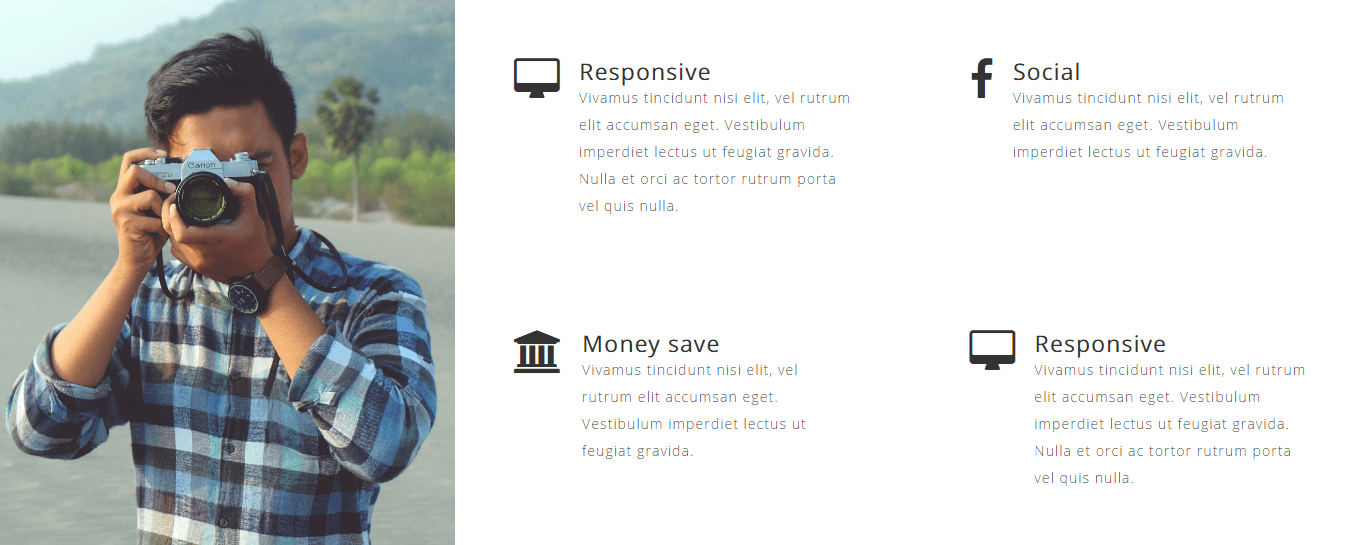 Canon
Responsive
Vivamus tincidunt nisi elit, vel rutrum
elit accumsan eget. Vestibulum
imperdiet lectus ut feugiat gravida.
Nulla et orci ac tortor rutrum porta
vel quis nulla.
Social
Vivamus tincidunt nisi elit, vel rutrum
elit accumsan eget. Vestibulum
imperdiet lectus ut feugiat gravida.
Money save
Vivamus tincidunt nisi elit, vel
rutrum elit accumsan eget.
Vestibulum imperdiet lectus ut
feugiat gravida.
Responsive
Vivamus tincidunt nisi elit, vel rutrum
elit accumsan eget. Vestibulum
imperdiet lectus ut feugiat gravida.
Nulla et orci ac tortor rutrum porta
vel quis nulla.